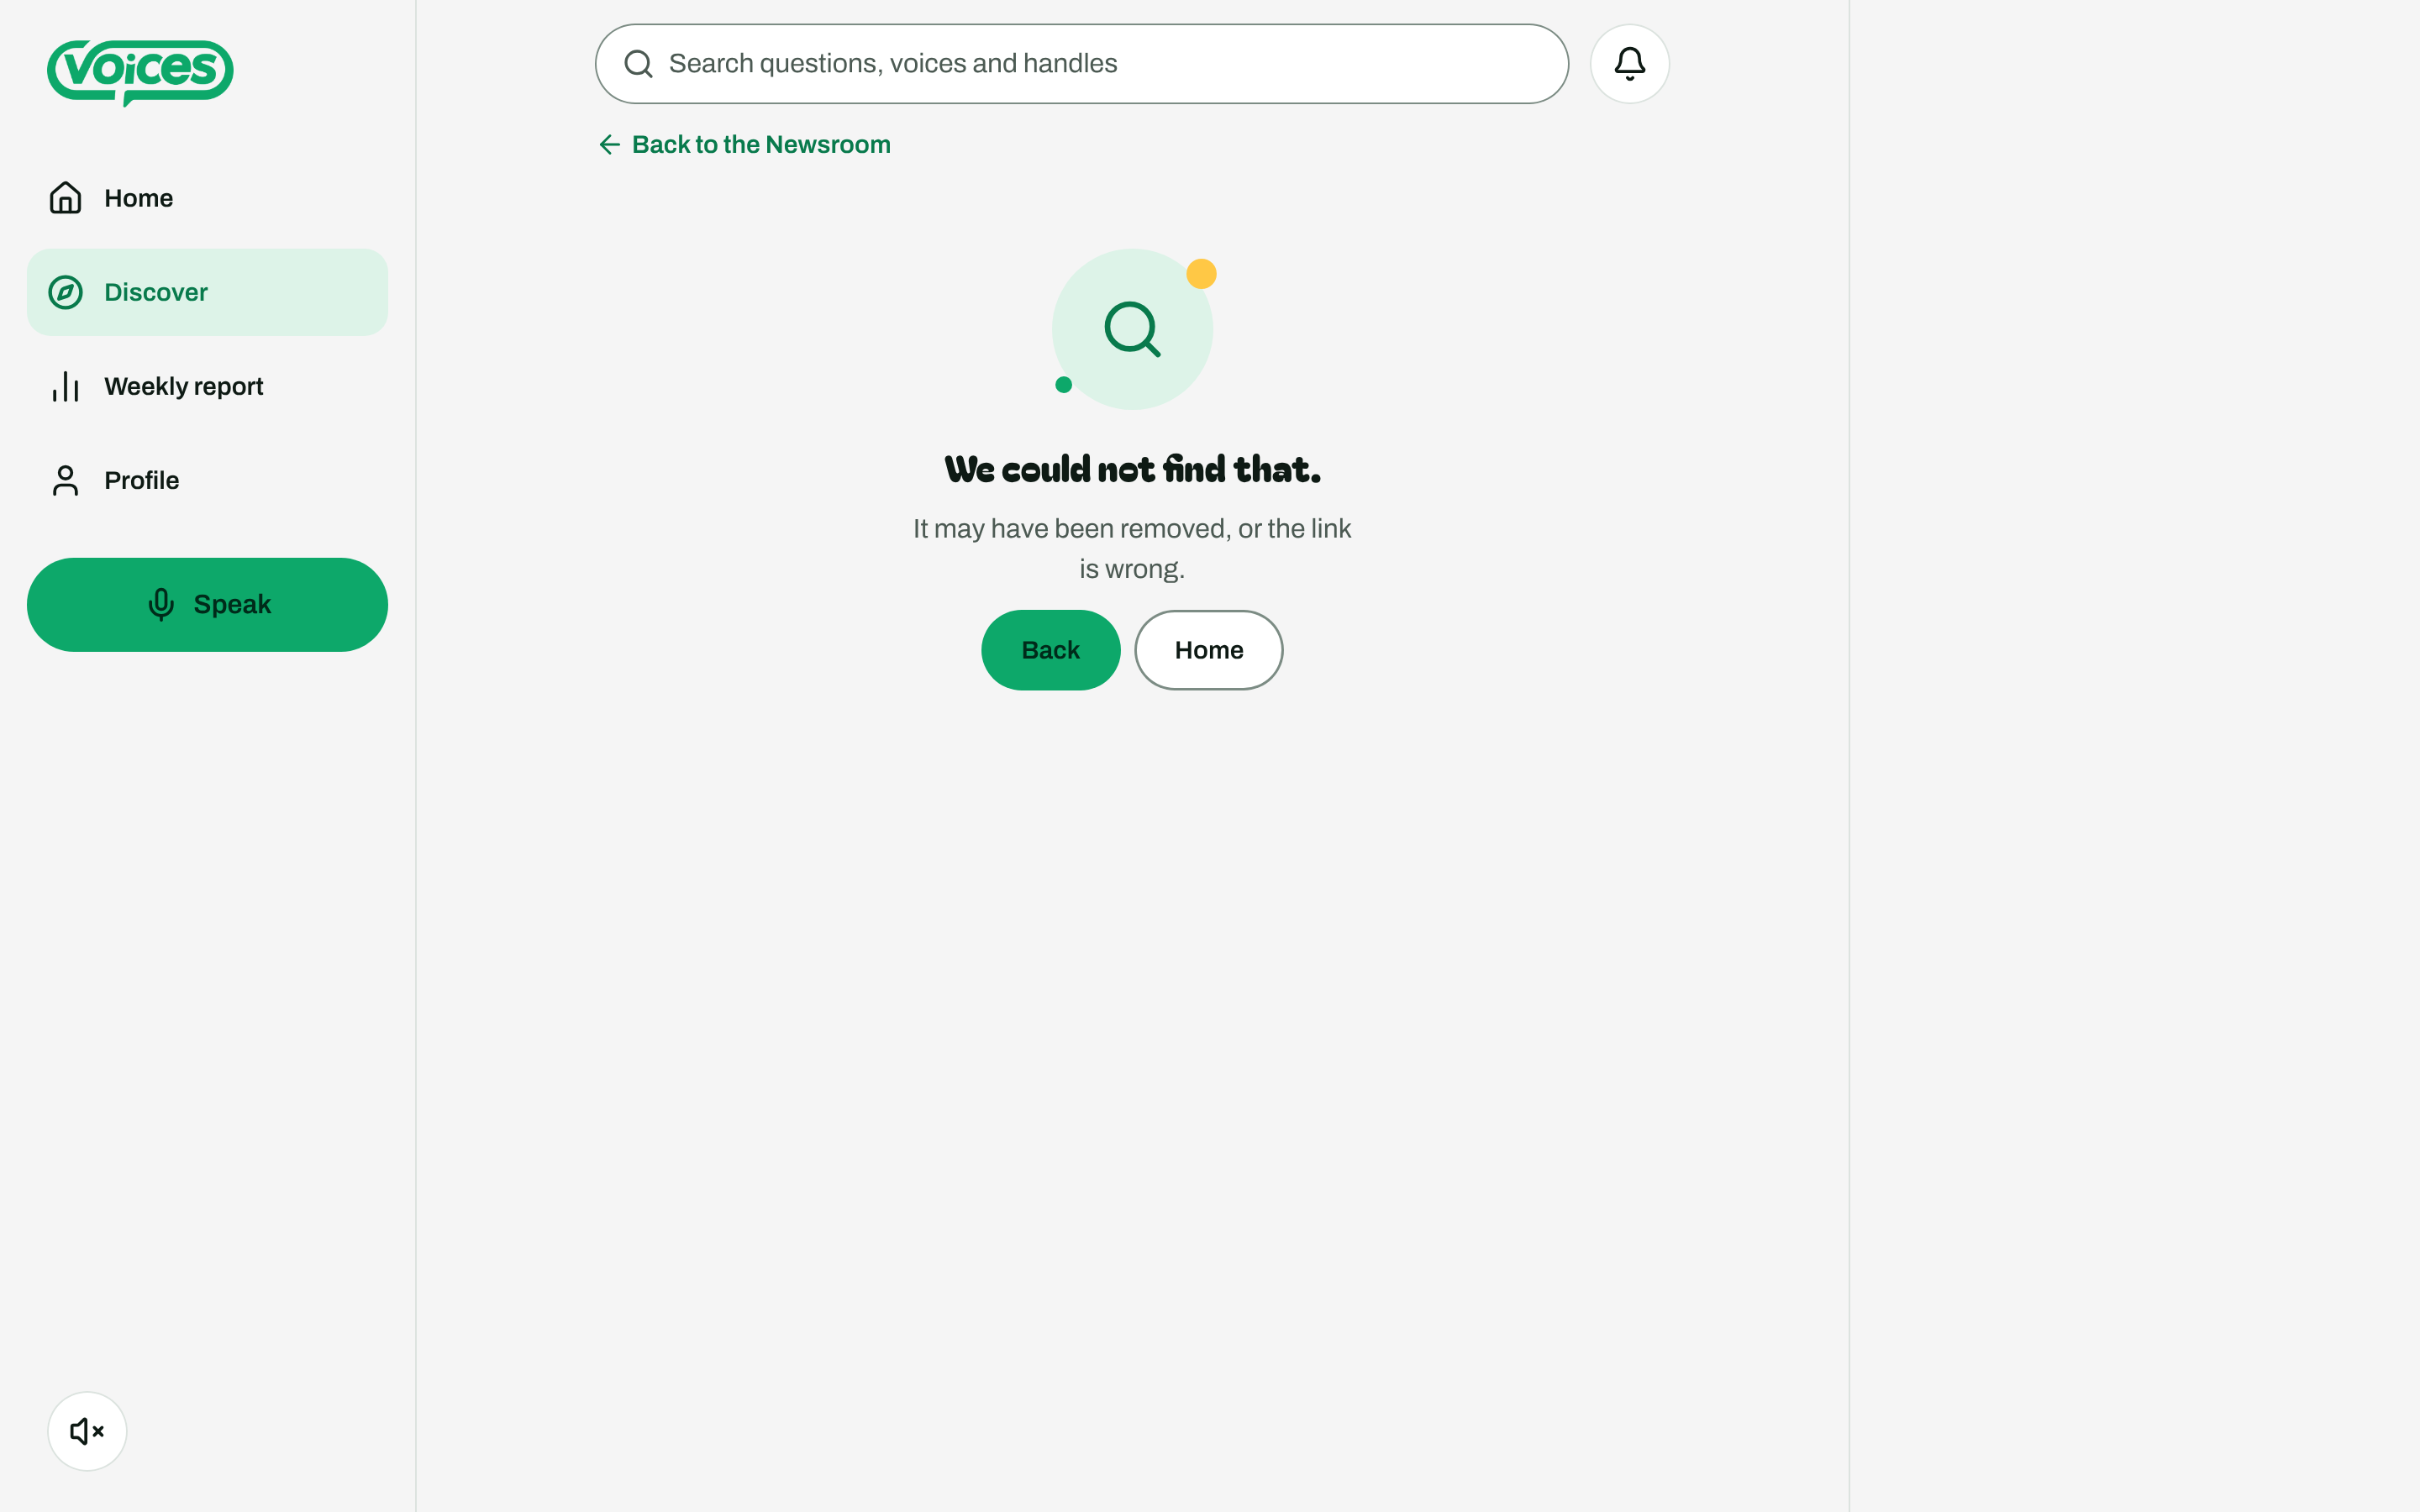 voices
Home
Discover
Weekly report
Profile
Speak
Search questions, voices and handles
Back to the Newsroom
We could not find that.
It may have been removed, or the link
is wrong.
Back
Home